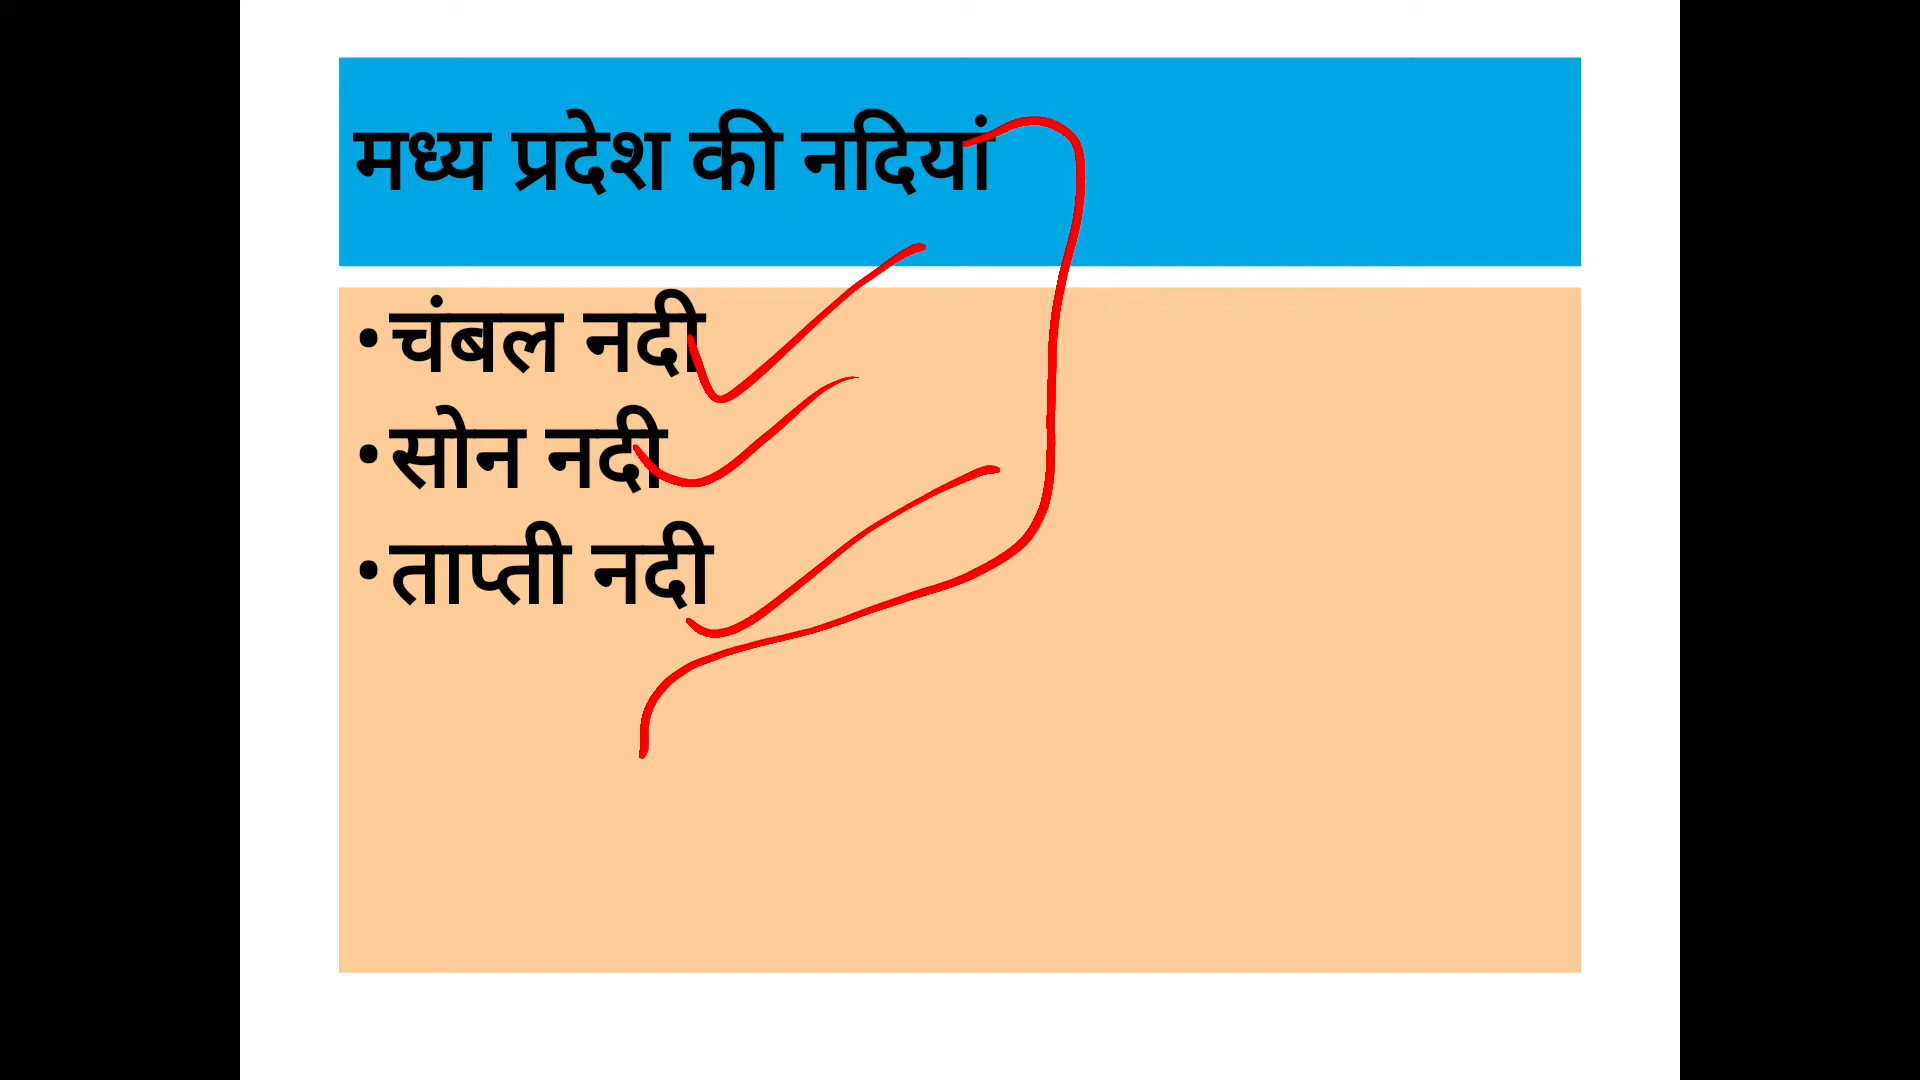 मध्य प्रदेश की नदियां
•चंबल नदी
•सोन नदी
•ताप्ती नदी